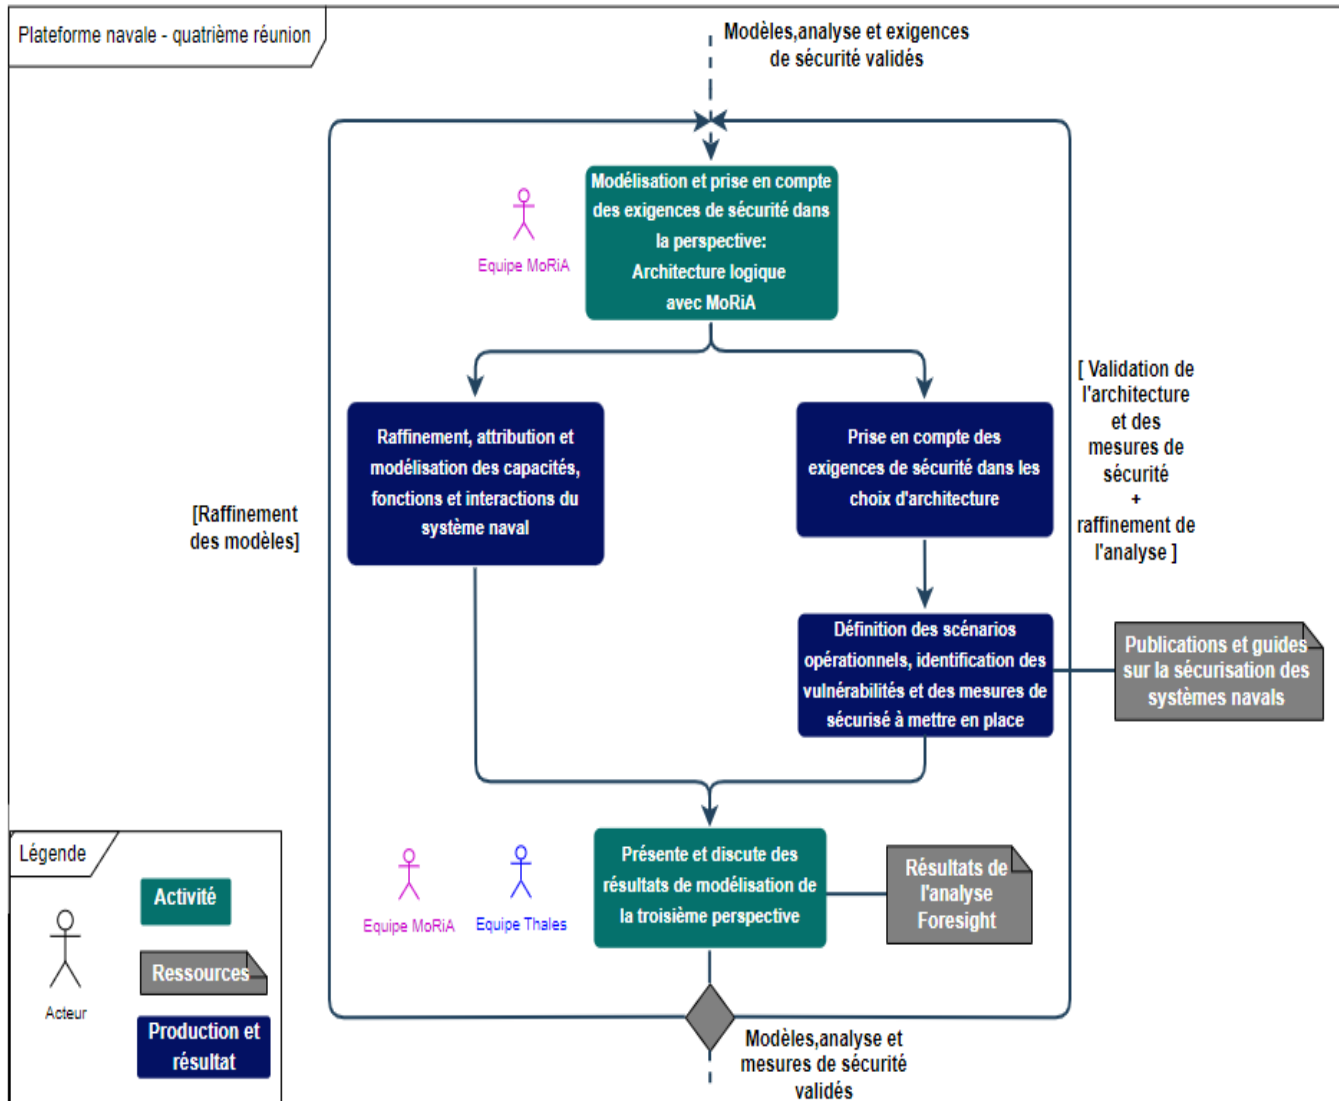 Plateforme navale - quatrième réunion
Modèles,analyse et exigences
de sécurité validés
Modélisation et prise en compte
des exigences de sécurité dans
la perspective:
Architecture logique
avec MoRiA
Equipe MoRiA
Raffinement, attribution et
modélisation des capacités,
fonctions et interactions du
système naval
Prise en compte des
exigences de sécurité dans les
choix d'architecture
[ Validation de
l'architecture
et des
mesures de
sécurité
+
raffinement de
l'analyse ]
[Raffinement
des modèles]
Définition des scénarios
opérationnels, identification des
vulnérabilités et des mesures de
sécurisé à mettre en place
Publications et guides
sur la sécurisation des
systèmes navals
Présente et discute des
résultats de modélisation de
la troisième perspective
Equipe MoRiA
Equipe Thales
Résultats de
l'analyse
Foresight
Modèles,analyse et
mesures de sécurité
validés
Légende
Acteur
Activité
Ressources
Production et
résultat